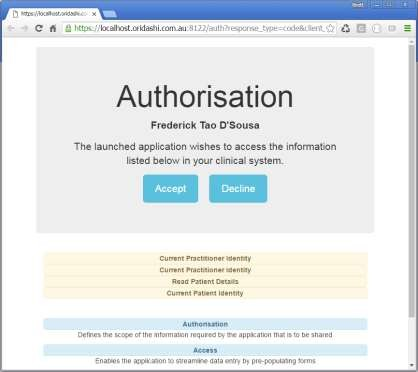 Brett
https://localhost.oridashi.co
https://localhost.oridashi.com.au:8122/auth?response_type=code&client_
Authorisation
Frederick Tao D'Sousa
The launched application wishes to access the information
listed below in your clinical system.
Accept
Decline
Current Practitioner Identity
Current Practitioner Identity
Read Patient Details
Current Patient Identity
Authorisation
Defines the scope of the information required by the application that is to be shared
Access
Enables the application to streamline data entry by pre-populating forms